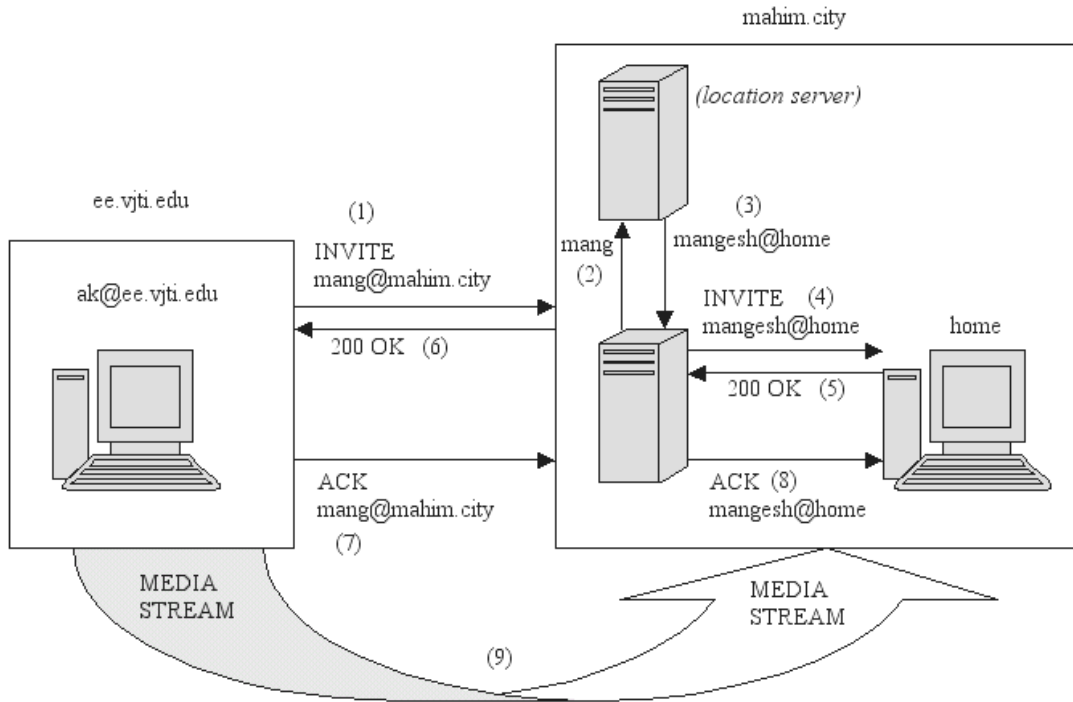 mahim.city
(location server)
ee.vjti.edu
(1)
INVITE
mang@mahim.city
ak@ee.vjti.edu
200 OK (6)
mang
(2)
(3)
mangesh@home
INVITE (4)
mangesh@home
home
200 OK (5)
ACK
mang@mahim.city
(7)
ACK (8)
mangesh@home
MEDIA
STREAM
MEDIA
STREAM
(9)